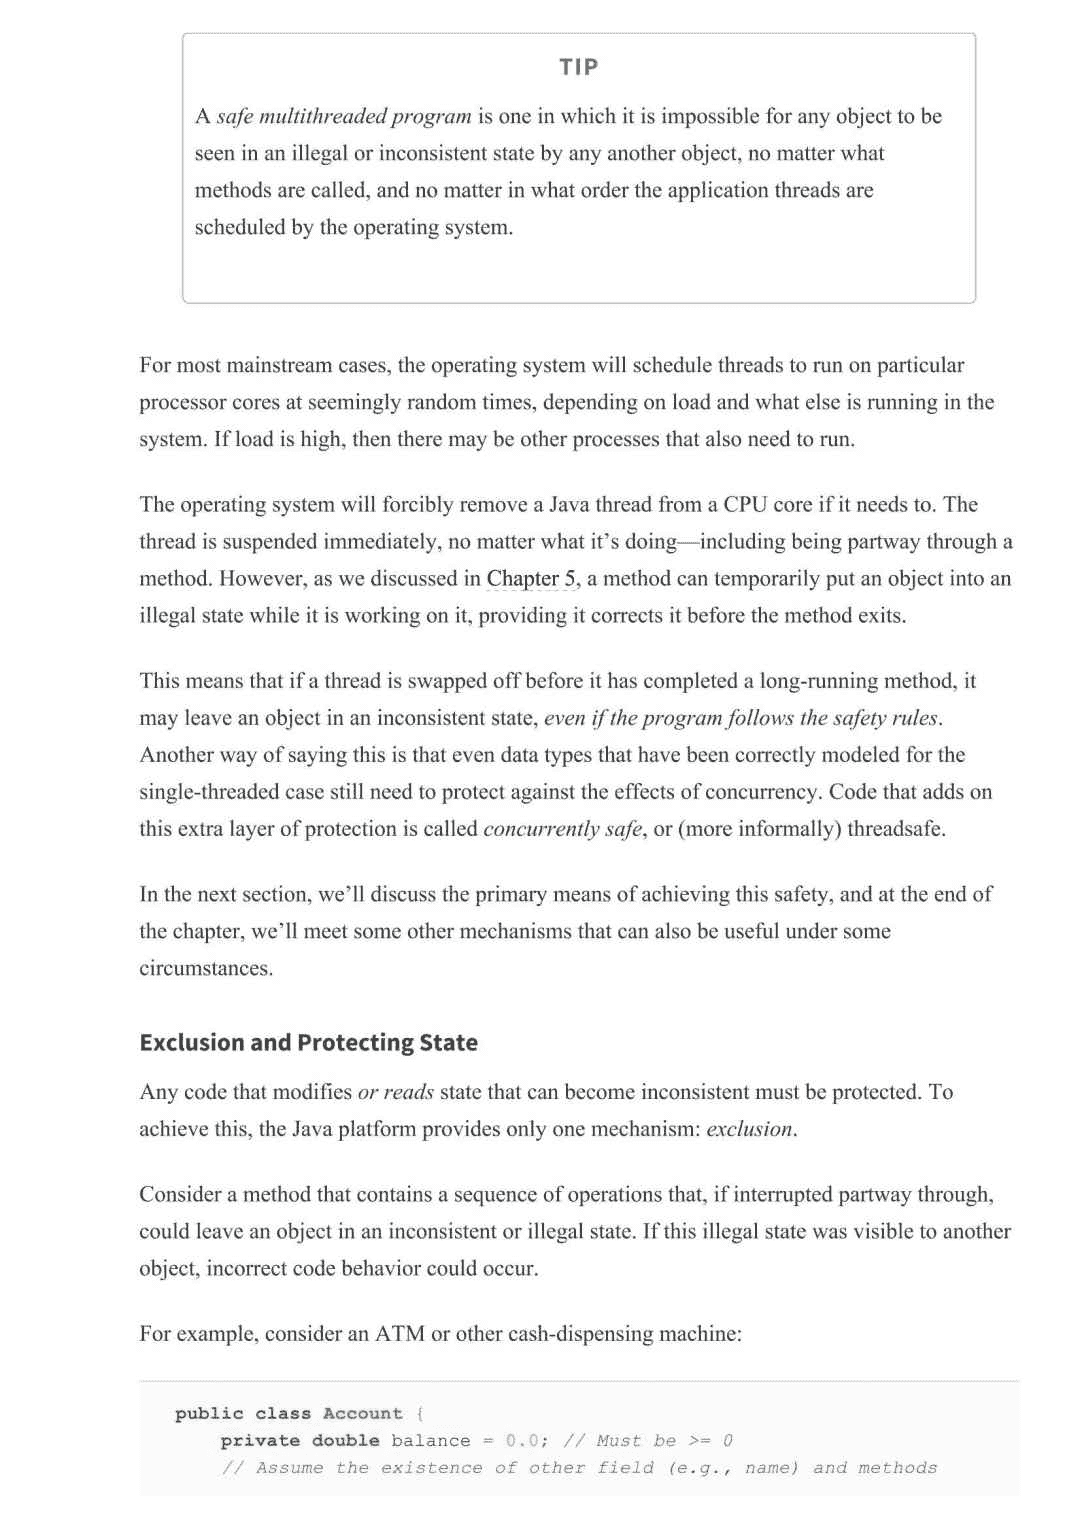 TIP
A safe multithreaded program is one in which it is impossible for any object to be
seen in an illegal or inconsistent state by any another object, no matter what
methods are called, and no matter in what order the application threads are
scheduled by the operating system.
For most mainstream cases, the operating system will schedule threads to run on particular
processor cores at seemingly random times, depending on load and what else is running in the
system. If load is high, then there may be other processes that also need to run.
The operating system will forcibly remove a Java thread from a CPU core if it needs to. The
thread is suspended immediately, no matter what it’s doing—including being partway through a
method. However, as we discussed in Chapter 5, a method can temporarily put an object into an
illegal state while it is working on it, providing it corrects it before the method exits.
This means that if a thread is swapped off before it has completed a long-running method, it
may leave an object in an inconsistent state, even if the program follows the safety rules.
Another way of saying this is that even data types that have been correctly modeled for the
single-threaded case still need to protect against the effects of concurrency. Code that adds on
this extra layer of protection is called concurrently safe, or (more informally) threadsafe.
In the next section, we’ll discuss the primary means of achieving this safety, and at the end of
the chapter, we’ll meet some other mechanisms that can also be useful under some
circumstances.
Exclusion and Protecting State
Any code that modifies or reads state that can become inconsistent must be protected. To
achieve this, the Java platform provides only one mechanism: exclusion.
Consider a method that contains a sequence of operations that, if interrupted partway through,
could leave an object in an inconsistent or illegal state. If this illegal state was visible to another
object, incorrect code behavior could occur.
For example, consider an ATM or other cash-dispensing machine:
public class Account {
private double balance = 0.0; // Must be >= 0
// Assume the existence of other field (e.g., name) and methods